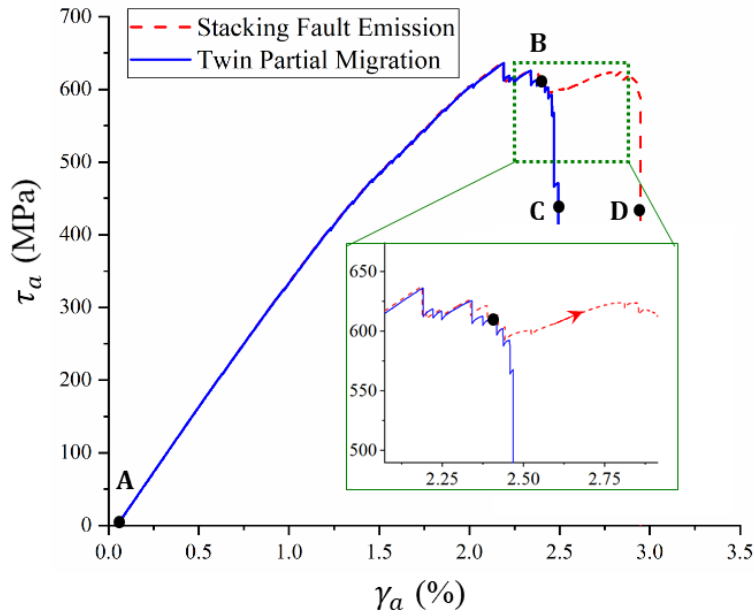 700
600
500
400
300
200
100
0
τa (MPa)
Stacking Fault Emission
Twin Partial Migration
A
B
C
D
650
600
550
500
2.25
2.50
2.75
0.0
0.5
1.0
1.5
2.0
2.5
3.0
3.5
γa (%)